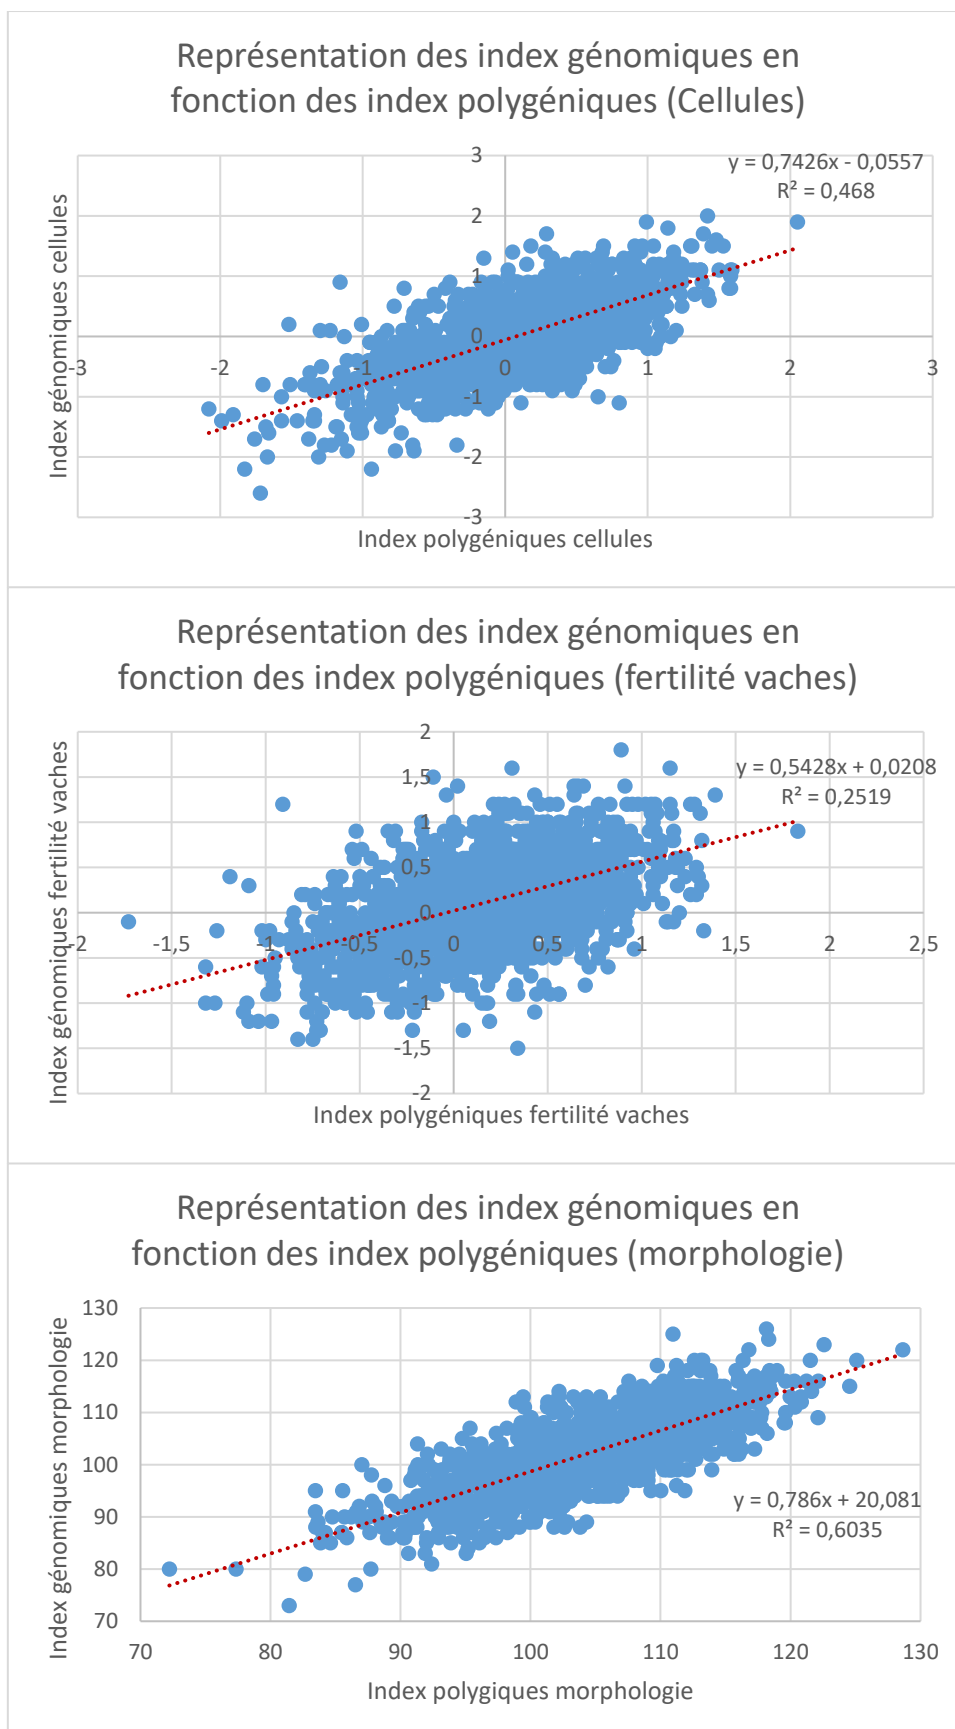 Représentation des index génomiques en
fonction des index polygéniques (Cellules)
y = 0,7426x - 0,0557
R² = 0,468
Index génomiques cellules
3
2
1
0
-1
-2
-3
-3
-2
-1
0
1
2
3
Index polygéniques cellules
Représentation des index génomiques en
fonction des index polygéniques (fertilité vaches)
y = 0,5428x + 0,0208
R² = 0,2519
Index génomiques fertilité vaches
2
1,5
1
0,5
0
-0,5
-1
-1,5
-2
-2
-1,5
-1
-0,5
0
0,5
1
1,5
2
2,5
Index polygéniques fertilité vaches
Représentation des index génomiques en
fonction des index polygéniques (morphologie)
Index génomiques morphologie
130
120
110
100
90
80
70
y = 0,786x + 20,081
R² = 0,6035
70
80
90
100
110
120
130
Index polygiques morphologie